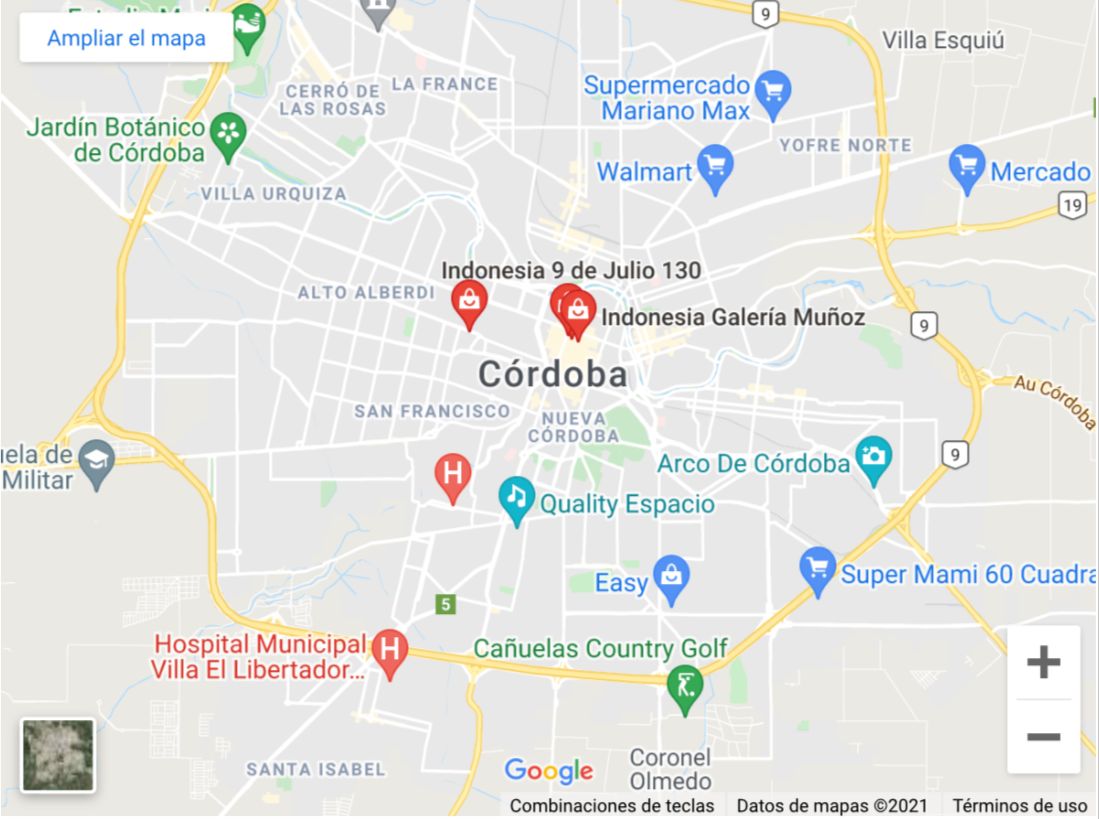 Ampliar el mapa
9
Villa Esquiú
CERRÓ DE
LAS ROSAS
LA FRANCE
Supermercado
Mariano Max
Jardín Botánico
de Córdoba
YOFRE NORTE
Walmart
Mercado
VILLA URQUIZA
19
Indonesia 9 de Julio 130
ALTO ALBERDI
Indonesia Galería Muñoz
9
Córdoba
Au Córdoba
SAN FRANCISCO
NUEVA
CÓRDOBA
de
Militar
H
Arco De Córdoba
9
Quality Espacio
Easy
Super Mami 60 Cuadra
5
Hospital Municipal
Villa El Libertador...
H
Cañuelas Country Golf
+
−
SANTA ISABEL
Google
Coronel
Olmedo
Combinaciones de teclas
Datos de mapas ©2021
Términos de uso